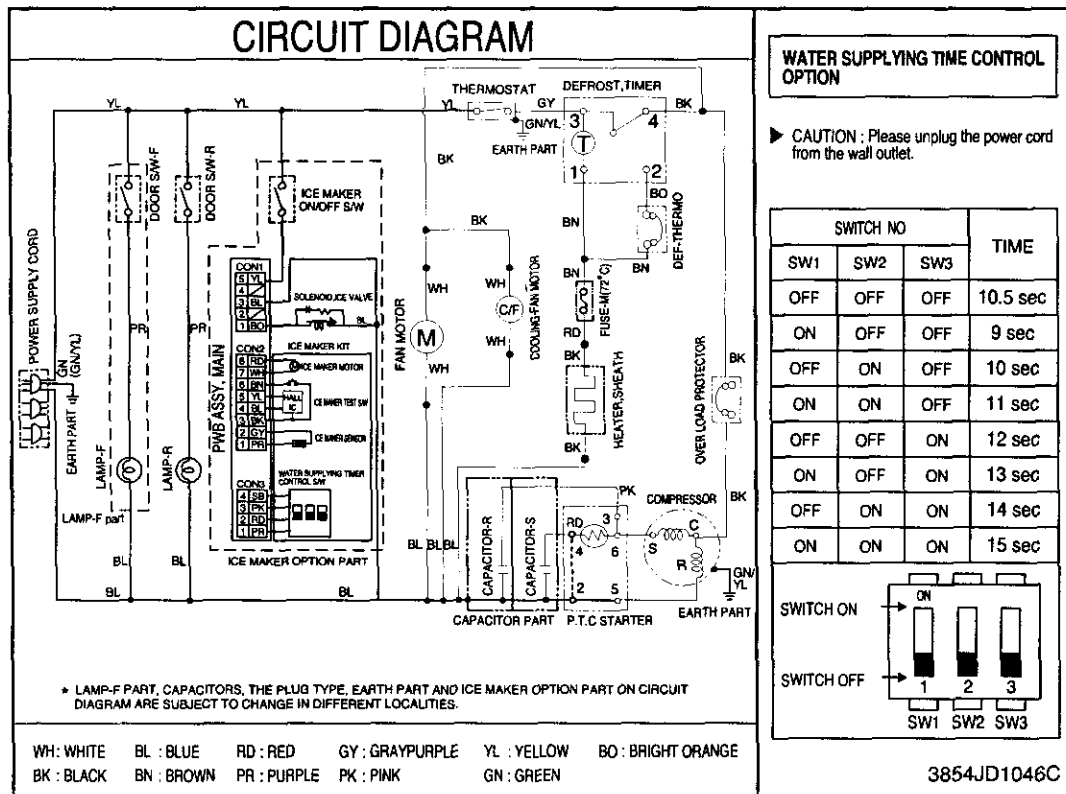 CIRCUIT DIAGRAM
YL
YL
YL
THERMOSTAT
GY
GN/YL
EARTH PART
DEFROST,TIMER
3
4
T
1
2
BK
BK
BO
DEF-THERMO
BN
BN
BN
FUSE-M(72°C)
RD
BK
HEATER,SHEATH
BK
DOOR S/W-F
DOOR S/W-R
ICE MAKER
ON/OFF S/W
POWER SUPPLY CORD
GN
(GN/YL)
EARTH PART
PR
PR
LAMP-F
LAMP-R
LAMP-F part
BL
BL
BL
BL
PWB ASSY, MAIN
CON1
5 YL
4
3 BL
2
1 BO
SOLENOID,ICE VALVE
BL
ICE MAKER KIT
CON2
8 RD
7 WH
6 BN
5 YL
4 BL
3 BK
2 GY
1 PR
ICE MAKER MOTOR
HALL
IC
ICE MAKER TEST S/W
ICE MAKER SENSOR
WATER SUPPLYING TIMER
CONTROL S/W
CON3
4 SB
3 PK
2 RD
1 PR
ICE MAKER OPTION PART
FAN MOTOR
BK
WH
M
WH
BK
WH
C/F
WH
COOLING-FAN MOTOR
BL
BL
BL
CAPACITOR-R
CAPACITOR-S
CAPACITOR PART
PK
RD
3
4
6
2
5
P.T.C STARTER
COMPRESSOR
S
C
R
BK
OVER LOAD PROTECTOR
BK
GN/
YL
EARTH PART
* LAMP-F PART, CAPACITORS, THE PLUG TYPE, EARTH PART AND ICE MAKER OPTION PART ON CIRCUIT
DIAGRAM ARE SUBJECT TO CHANGE IN DIFFERENT LOCALITIES.
WH : WHITE BL : BLUE RD : RED GY : GRAYPURPLE YL : YELLOW BO : BRIGHT ORANGE
BK : BLACK BN : BROWN PR : PURPLE PK : PINK GN : GREEN
WATER SUPPLYING TIME CONTROL
OPTION
▶ CAUTION : Please unplug the power cord
from the wall outlet.
SWITCH NO TIME
SW1 SW2 SW3
OFF OFF OFF 10.5 sec
ON OFF OFF 9 sec
OFF ON OFF 10 sec
ON ON OFF 11 sec
OFF OFF ON 12 sec
ON OFF ON 13 sec
OFF ON ON 14 sec
ON ON ON 15 sec
SWITCH ON
ON
SWITCH OFF
1 2 3
SW1 SW2 SW3
3854JD1046C